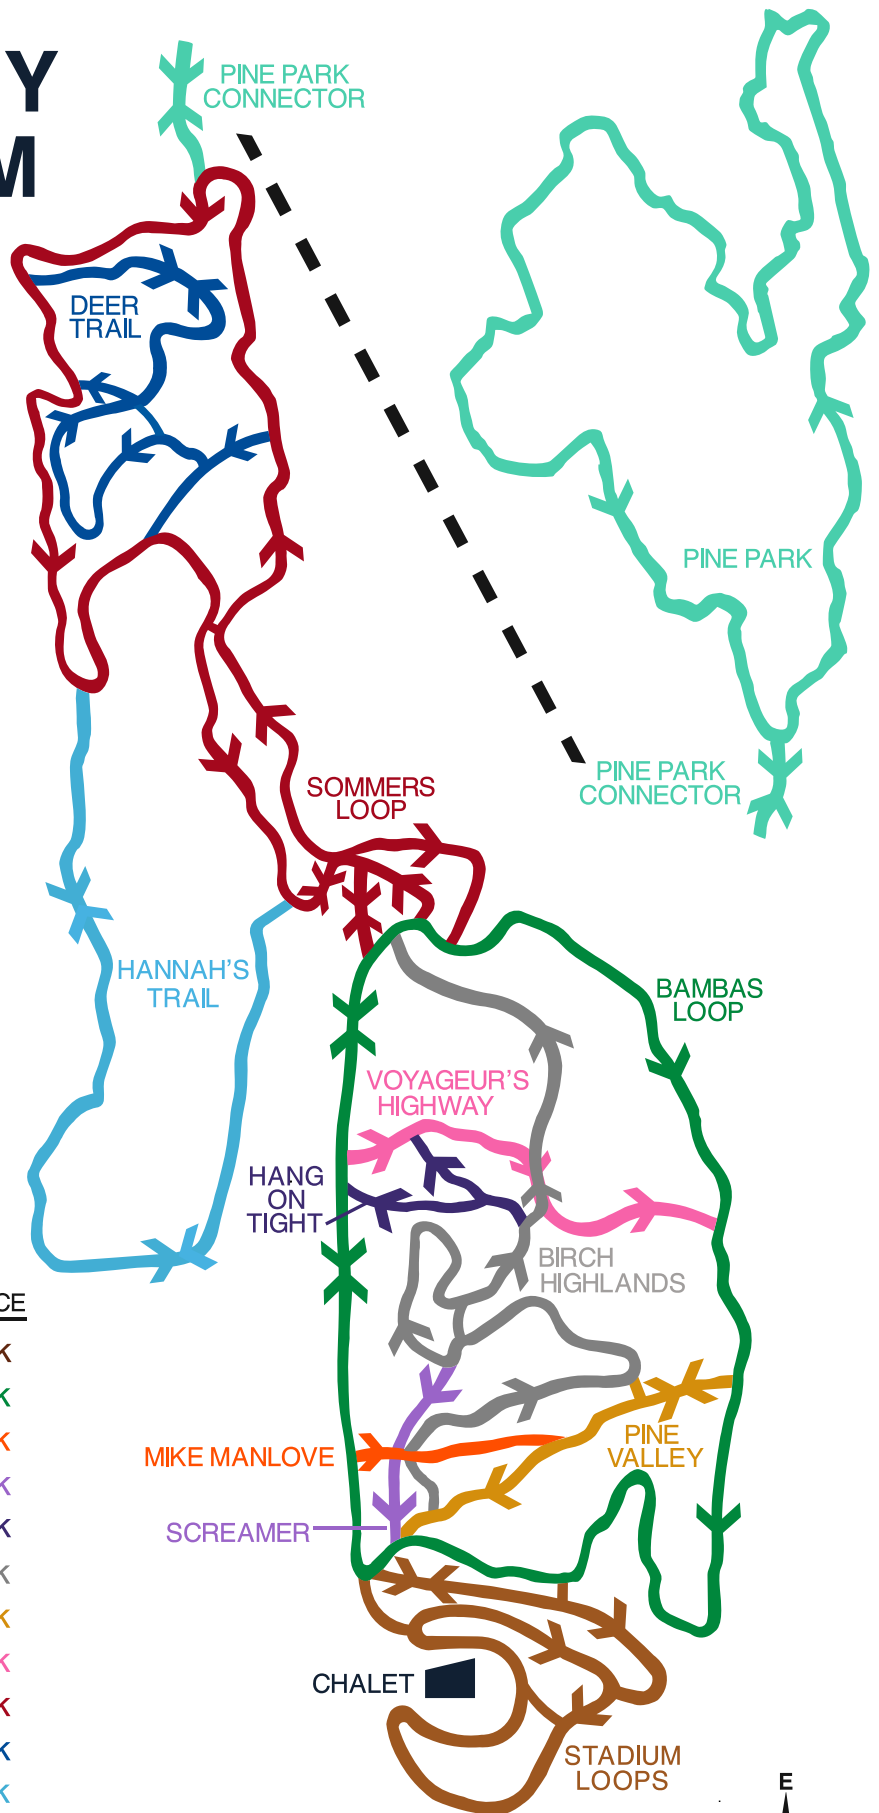 Y
M
PINE PARK
CONNECTOR
DEER
TRAIL
PINE PARK
PINE PARK
CONNECTOR
SOMMERS
LOOP
HANNAH'S
TRAIL
BAMBAS
LOOP
VOYAGEUR'S
HIGHWAY
HANG
ON
TIGHT
BIRCH
HIGHLANDS
CE
K
K
K
K
K
K
K
K
K
K
K
MIKE MANLOVE
PINE
VALLEY
SCREAMER
CHALET
STADIUM
LOOPS
E